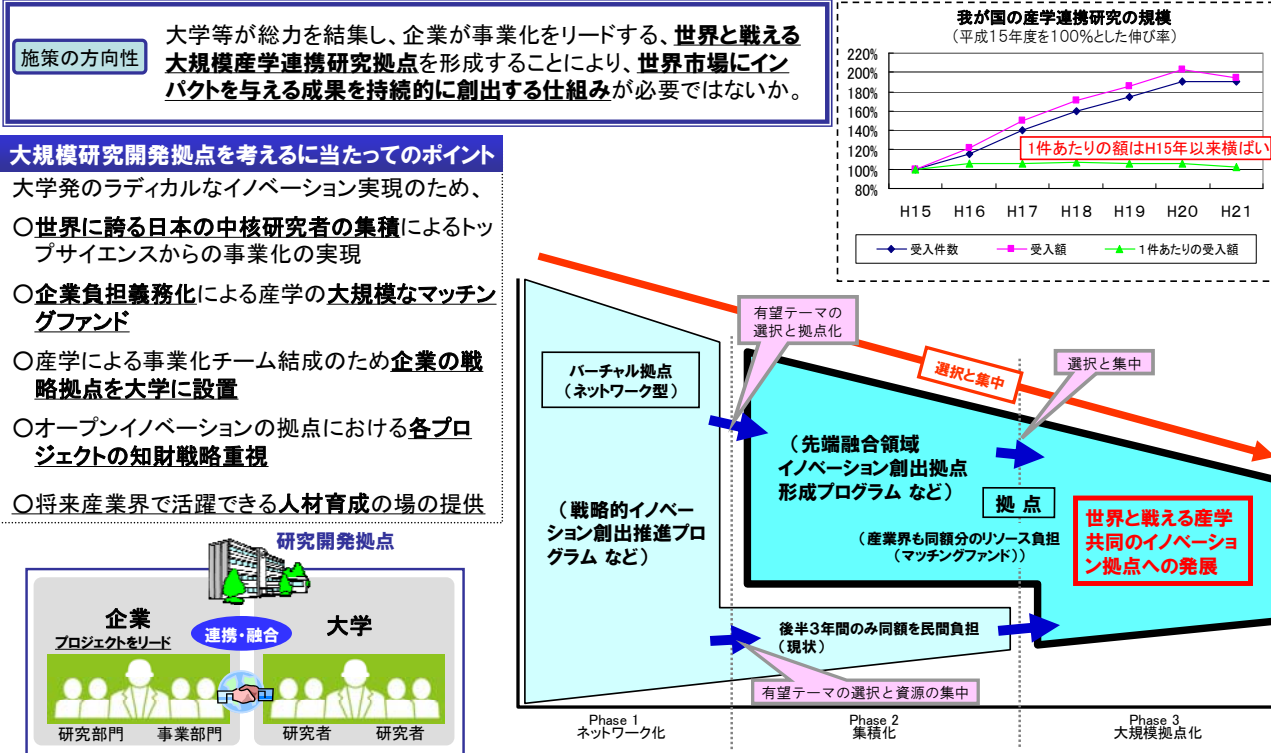 施策の方向性
大学等が総力を結集し、企業が事業化をリードする、世界と戦える
大規模産学連携研究拠点を形成することにより、世界市場にイン
パクトを与える成果を持続的に創出する仕組みが必要ではないか。
我が国の産学連携研究の規模
(平成15年度を100%とした伸び率)
220%
200%
180%
160%
140%
120%
100%
80%
1件あたりの額はH15年以来横ばい
H15 H16 H17 H18 H19 H20 H21
受入件数 受入額 1件あたりの受入額
大規模研究開発拠点を考えるに当たってのポイント
大学発のラディカルなイノベーション実現のため、
○世界に誇る日本の中核研究者の集積によるトッ
プサイエンスからの事業化の実現
○企業負担義務化による産学の大規模なマッチン
グファンド
○産学による事業化チーム結成のため企業の戦
略拠点を大学に設置
○オープンイノベーションの拠点における各プロ
ジェクトの知財戦略重視
○将来産業界で活躍できる人材育成の場の提供
研究開発拠点
企業
プロジェクトをリード
連携・融合
大学
研究部門 事業部門 研究者 研究者
有望テーマの
選択と拠点化
選択と集中
選択と集中
バーチャル拠点
(ネットワーク型)
(戦略的イノベー
ション創出推進プロ
グラム など)
(先端融合領域
イノベーション創出拠点
形成プログラム など)
拠 点
(産業界も同額分のリソース負担
(マッチングファンド))
世界と戦える産学
共同のイノベーショ
ン拠点への発展
後半3年間のみ同額を民間負担
(現状)
有望テーマの選択と資源の集中
Phase 1
ネットワーク化
Phase 2
集積化
Phase 3
大規模拠点化